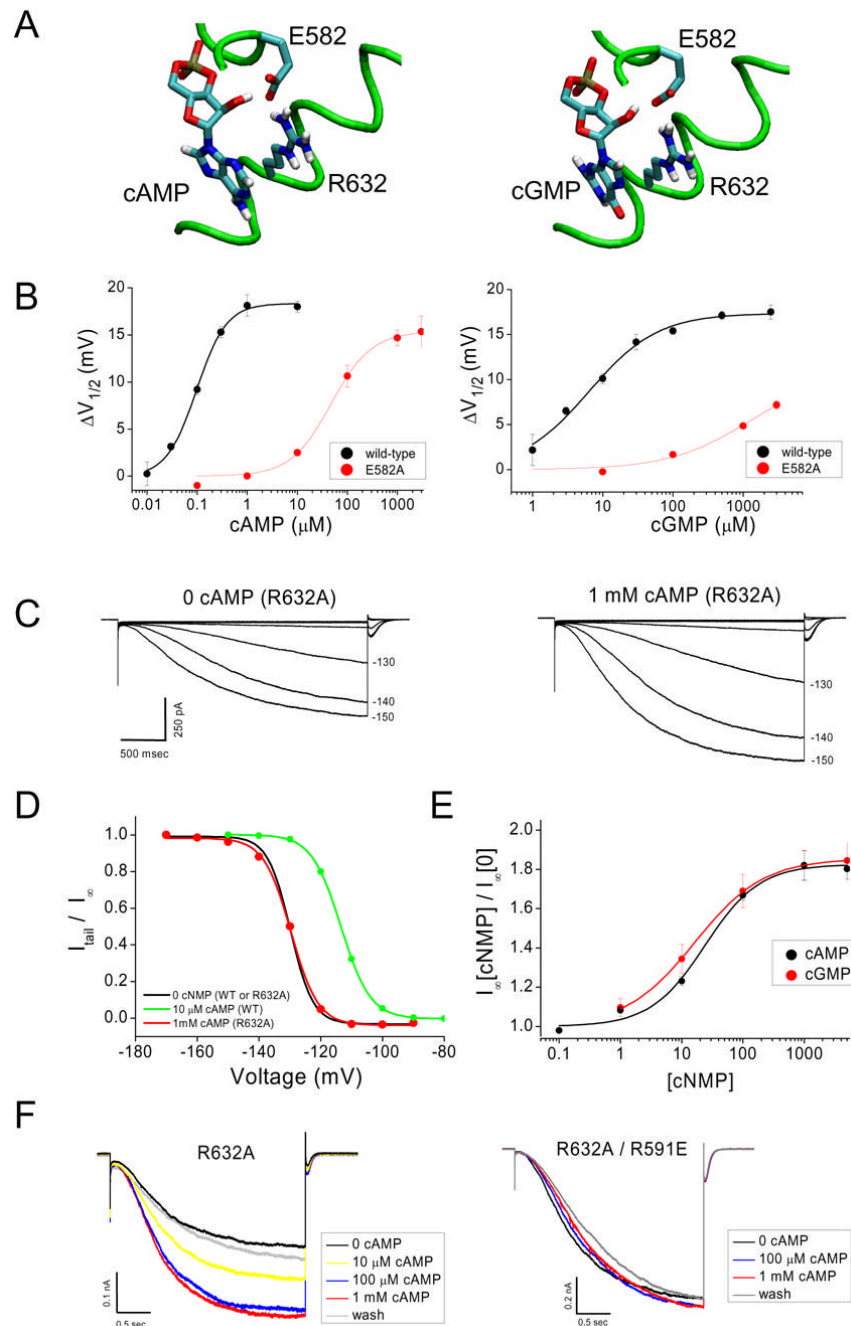 A
E582
cAMP
R632
E582
cGMP
R632
B
ΔV1/2 (mV)
20
15
10
5
0
wild-type
E582A
0.01 0.1 1 10 100 1000
cAMP (μM)
ΔV1/2 (mV)
20
15
10
5
0
wild-type
E582A
1 10 100 1000
cGMP (μM)
C
0 cAMP (R632A)
-130
-140
-150
250 pA
500 msec
1 mM cAMP (R632A)
-130
-140
-150
D
Itail / I∞
1.0
0.8
0.6
0.4
0.2
0.0
0 cNMP (WT or R632A)
10 μM cAMP (WT)
1mM cAMP (R632A)
-180 -160 -140 -120 -100 -80
Voltage (mV)
E
I∞[cNMP] / I∞[0]
2.0
1.8
1.6
1.4
1.2
1.0
cAMP
cGMP
0.1 1 10 100 1000
[cNMP]
F
R632A
0 cAMP
10 μM cAMP
100 μM cAMP
1 mM cAMP
wash
0.1 nA
0.5 sec
R632A / R591E
0 cAMP
100 μM cAMP
1 mM cAMP
wash
0.2 nA
0.5 sec